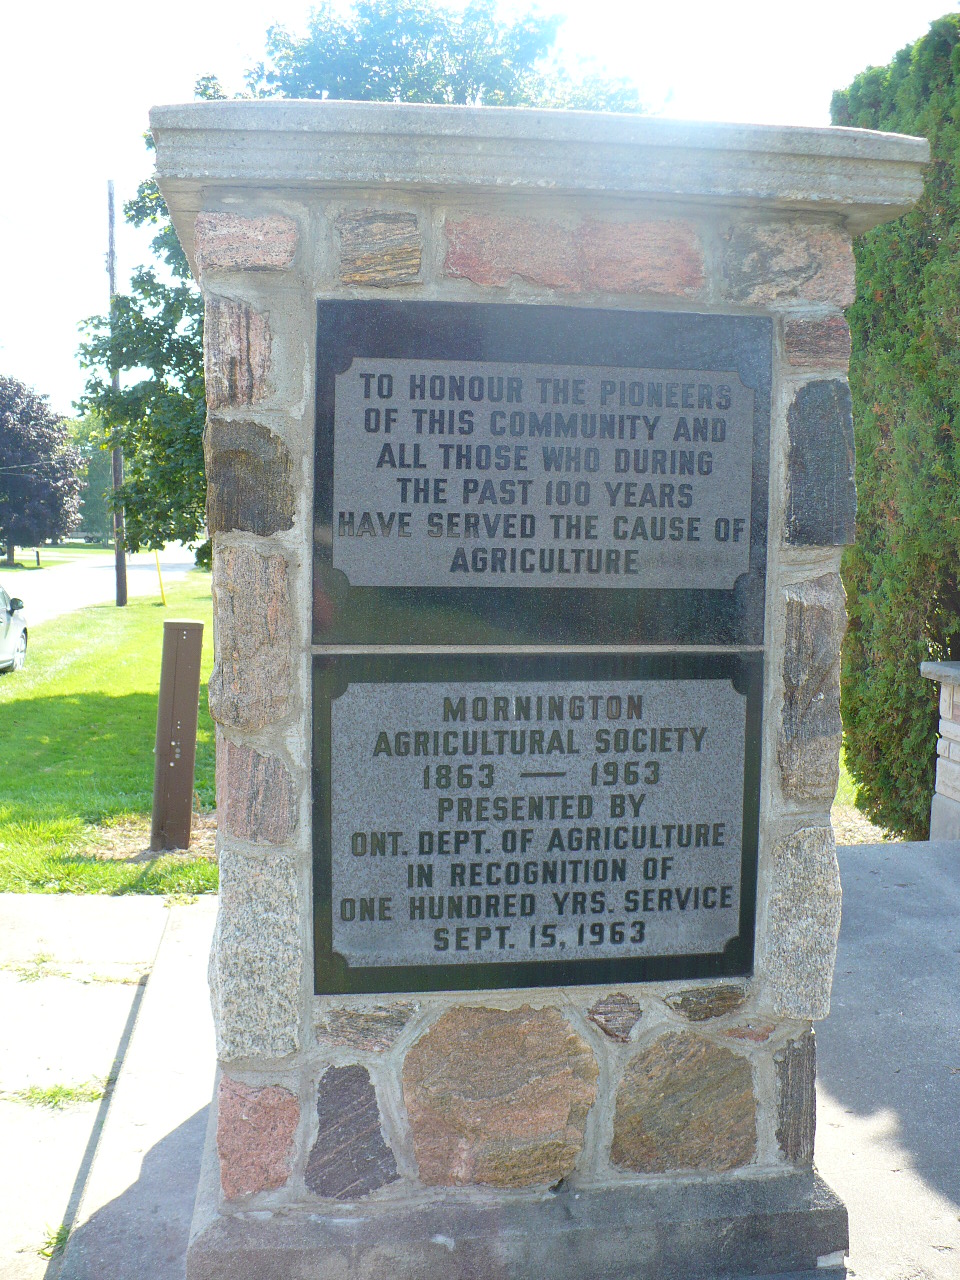 TO HONOUR THE PIONEERS
OF THIS COMMUNITY AND
ALL THOSE WHO DURING
THE PAST 100 YEARS
HAVE SERVED THE CAUSE OF
AGRICULTURE
MORNINGTON
AGRICULTURAL SOCIETY
1863 — 1963
PRESENTED BY
ONT. DEPT. OF AGRICULTURE
IN RECOGNITION OF
ONE HUNDRED YRS. SERVICE
SEPT. 15, 1963